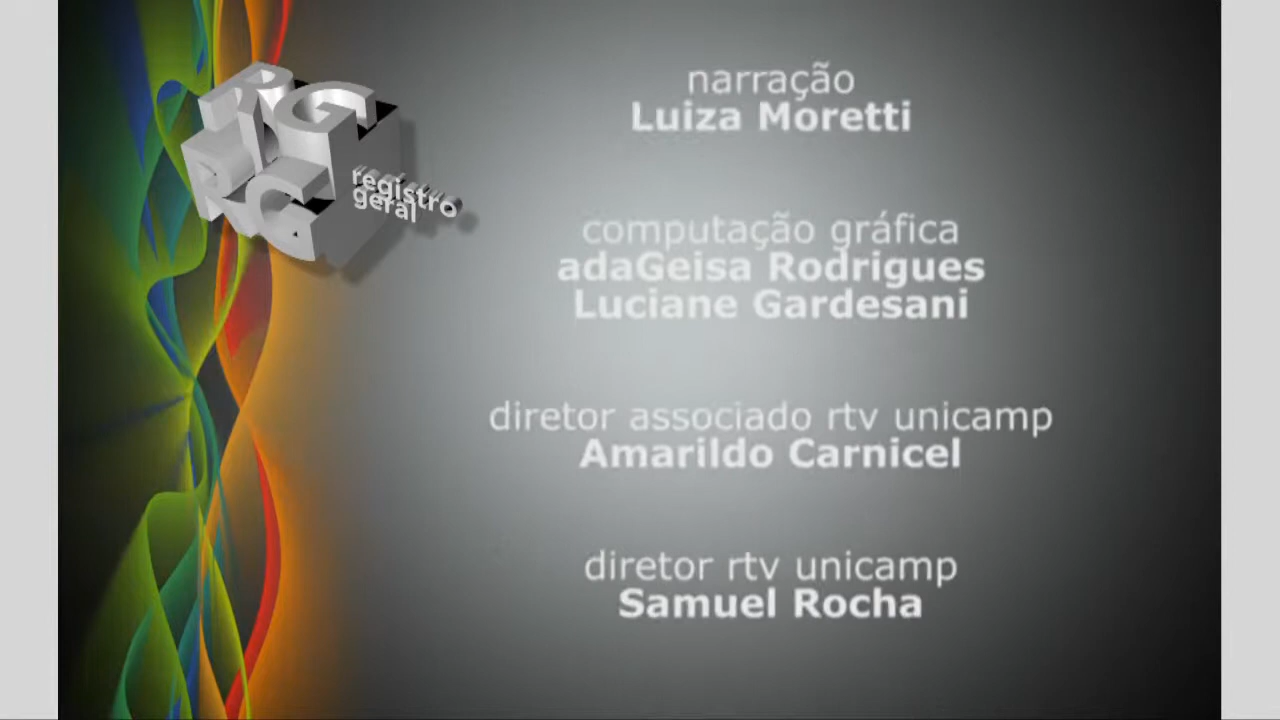 RG
RG
registro
geral
narração
Luiza Moretti
computação gráfica
adaGeisa Rodrigues
Luciane Gardesani
diretor associado rtv unicamp
Amarildo Carnicel
diretor rtv unicamp
Samuel Rocha